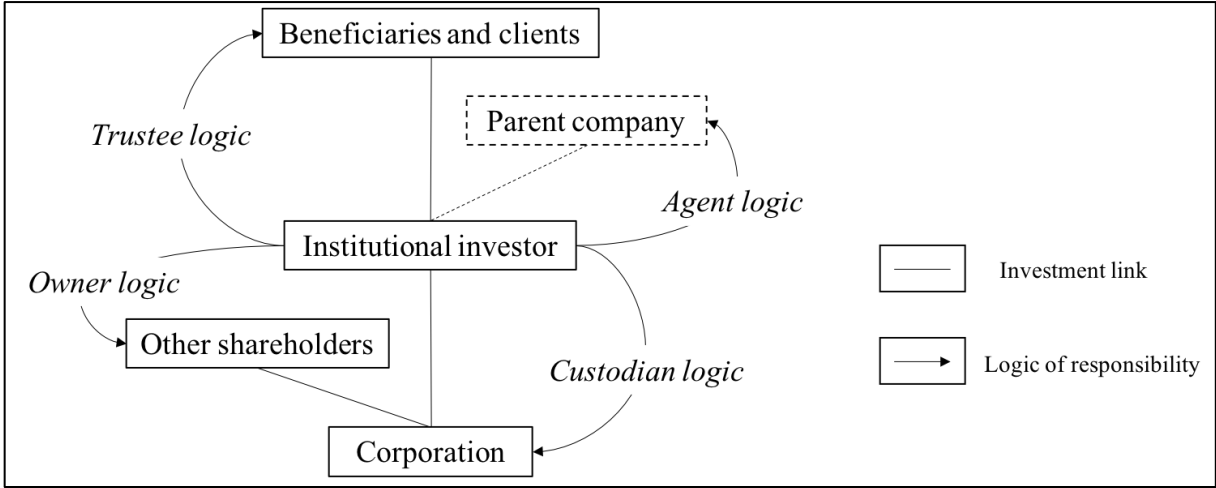 Beneficiaries and clients
Parent company
Trustee logic
Agent logic
Institutional investor
Investment link
Owner logic
Other shareholders
Custodian logic
Logic of responsibility
Corporation